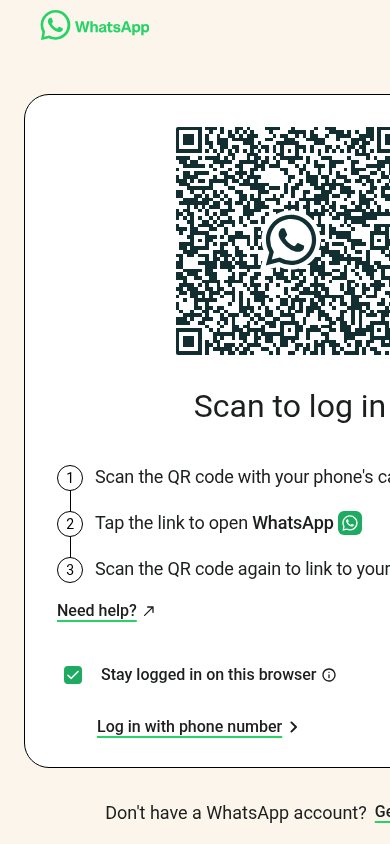 WhatsApp
Scan to log in
1 Scan the QR code with your phone's ca
2 Tap the link to open WhatsApp
3 Scan the QR code again to link to your
Need help?
Stay logged in on this browser
Log in with phone number
Don't have a WhatsApp account? Ge